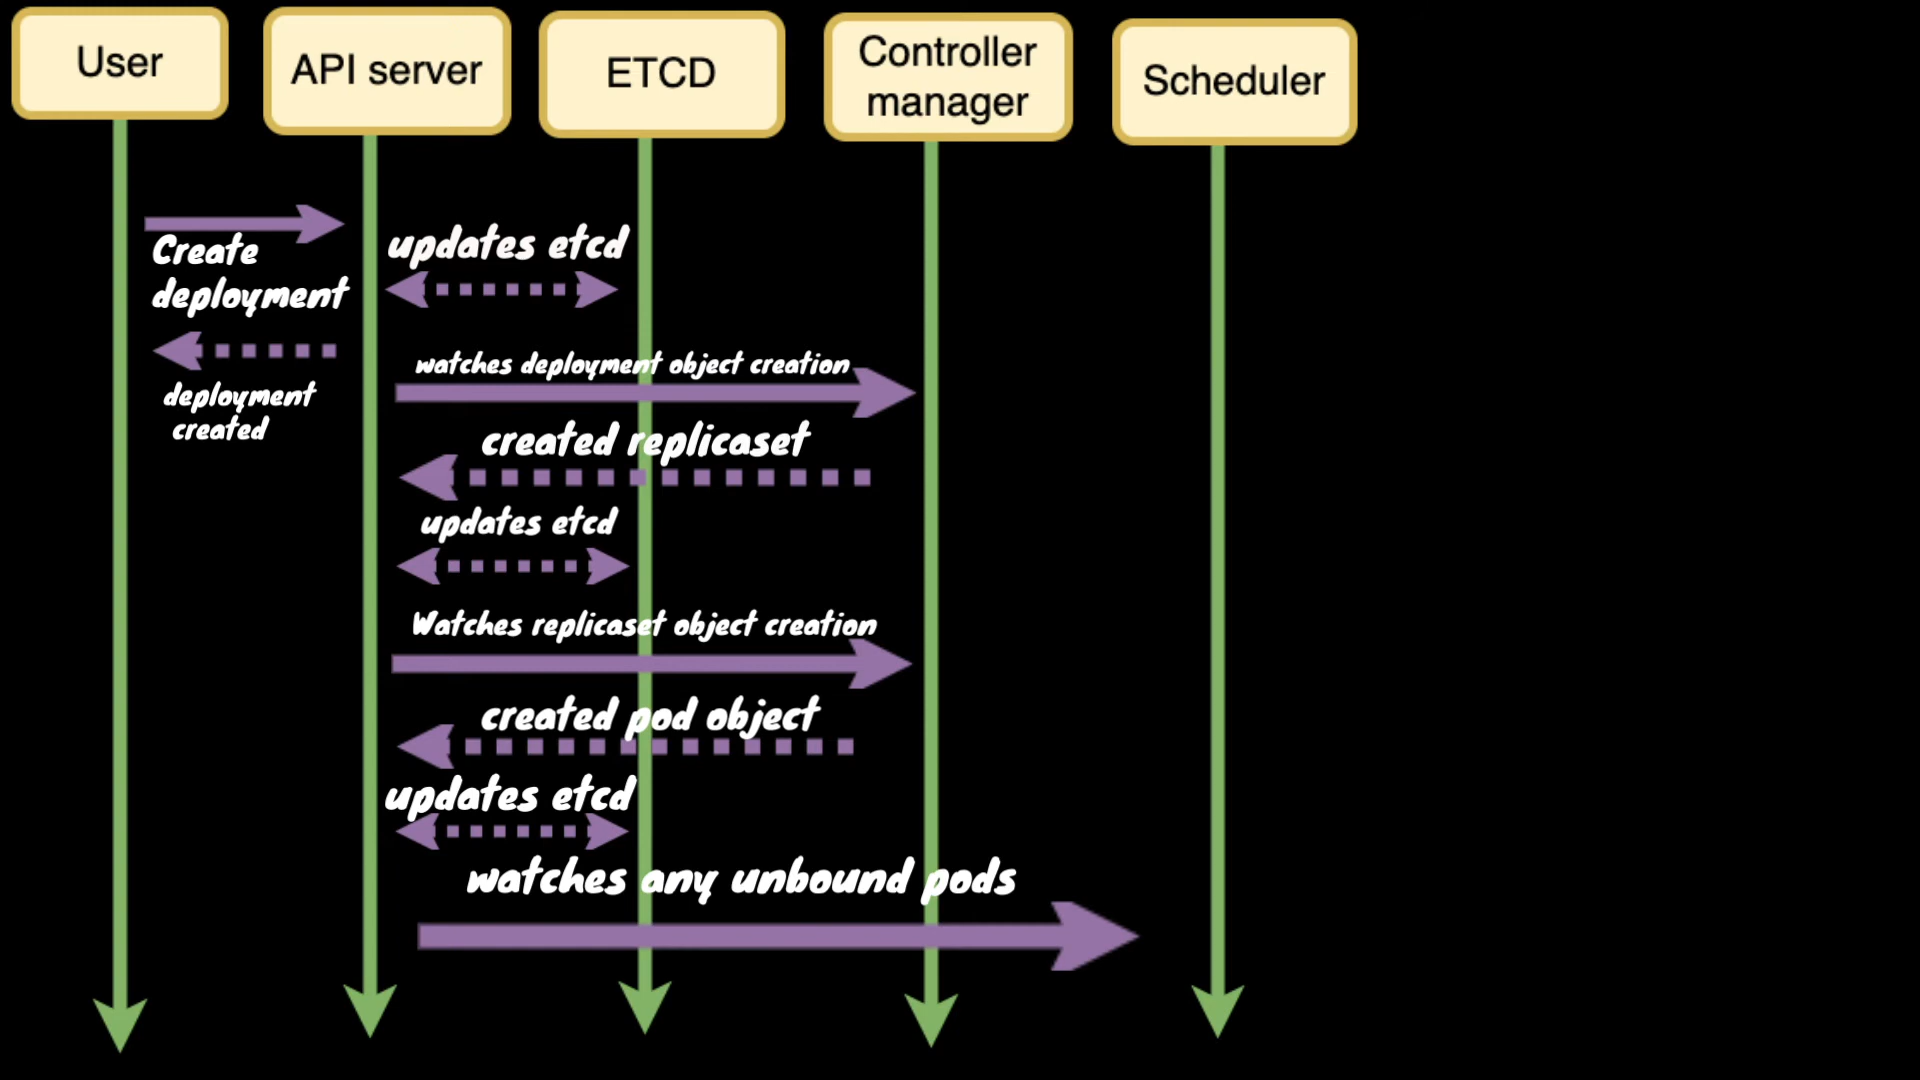 User
API server
ETCD
Controller
manager
Scheduler
Create
deployment
updates etcd
deployment
created
watches deployment object creation
created replicaset
updates etcd
Watches replicaset object creation
created pod object
updates etcd
watches any unbound pods